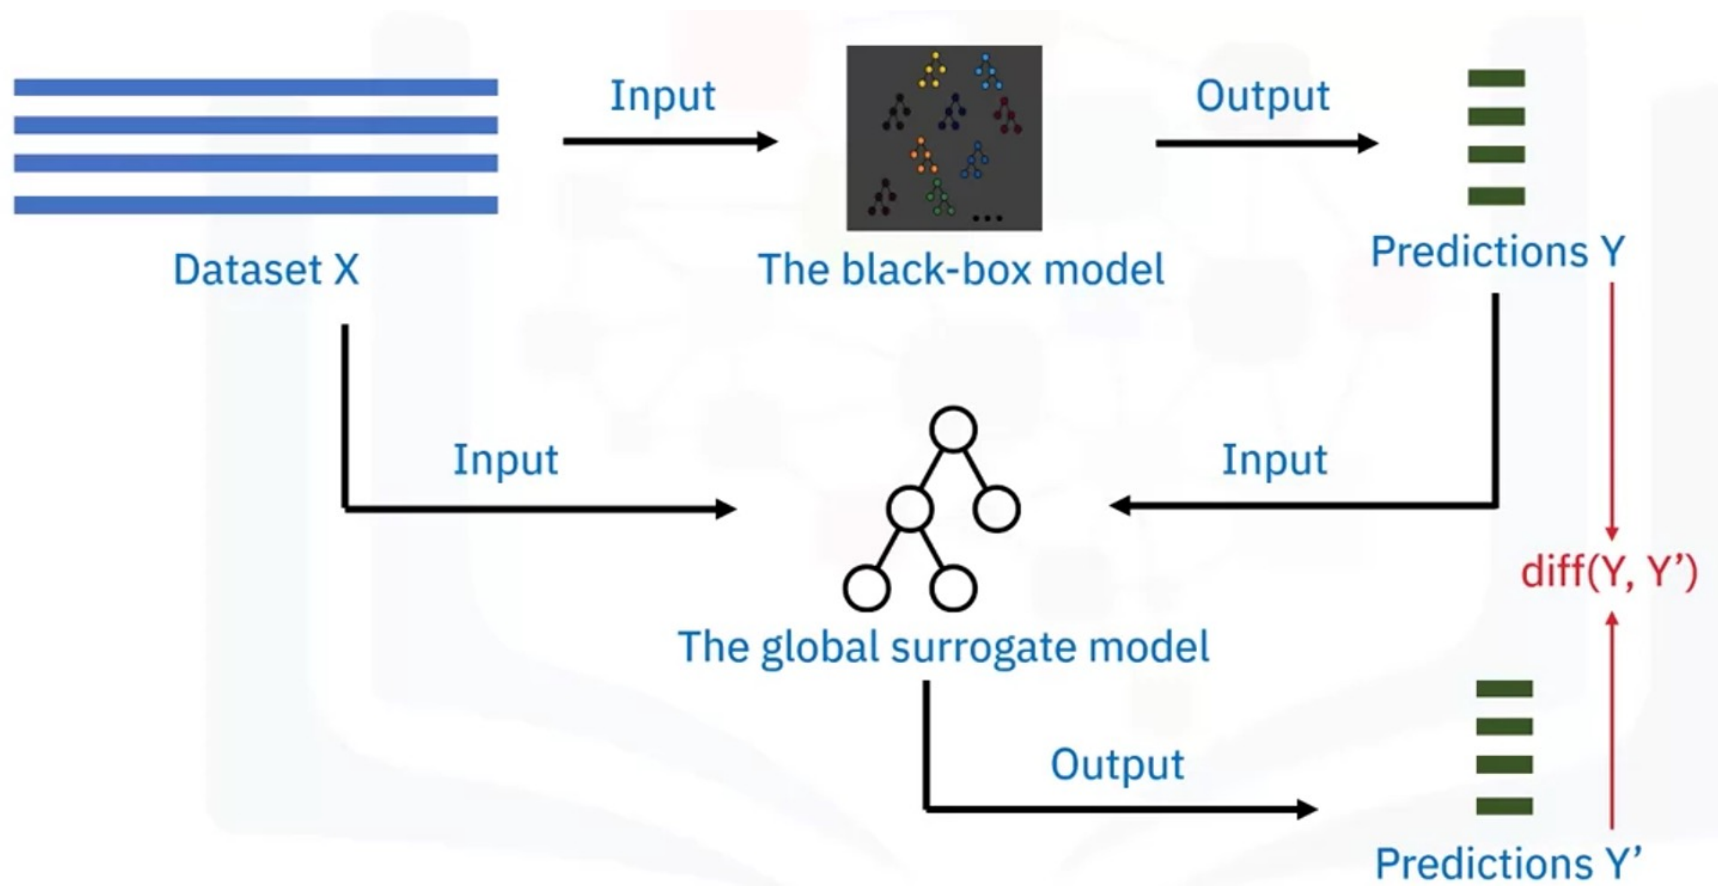 Input
Output
Dataset X
The black-box model
Predictions Y
Input
Input
diff(Y, Y’)
The global surrogate model
Output
Predictions Y’